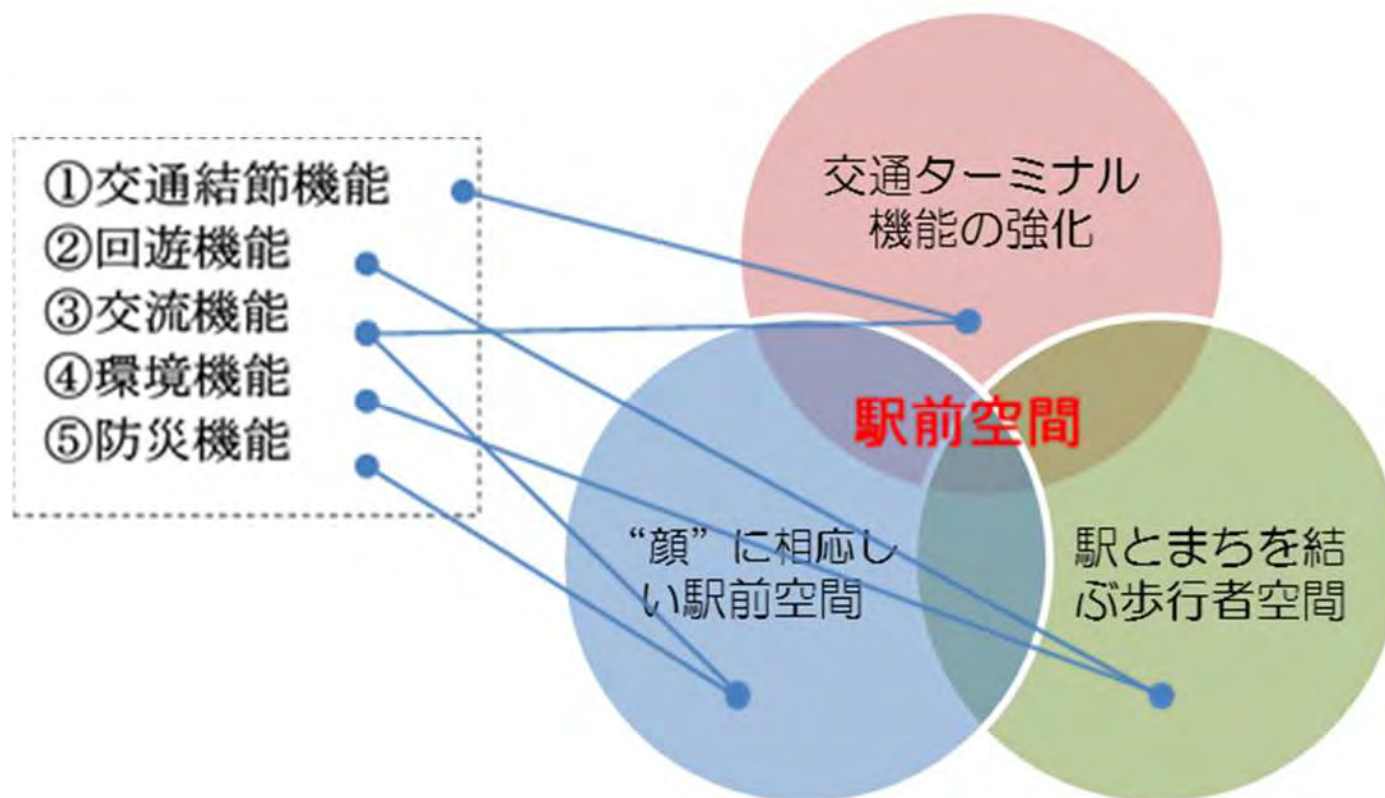 ①交通結節機能
②回遊機能
③交流機能
④環境機能
⑤防災機能
交通ターミナル
機能の強化
駅前空間
“顔”に相応し
い駅前空間
駅とまちを結
ぶ歩行者空間